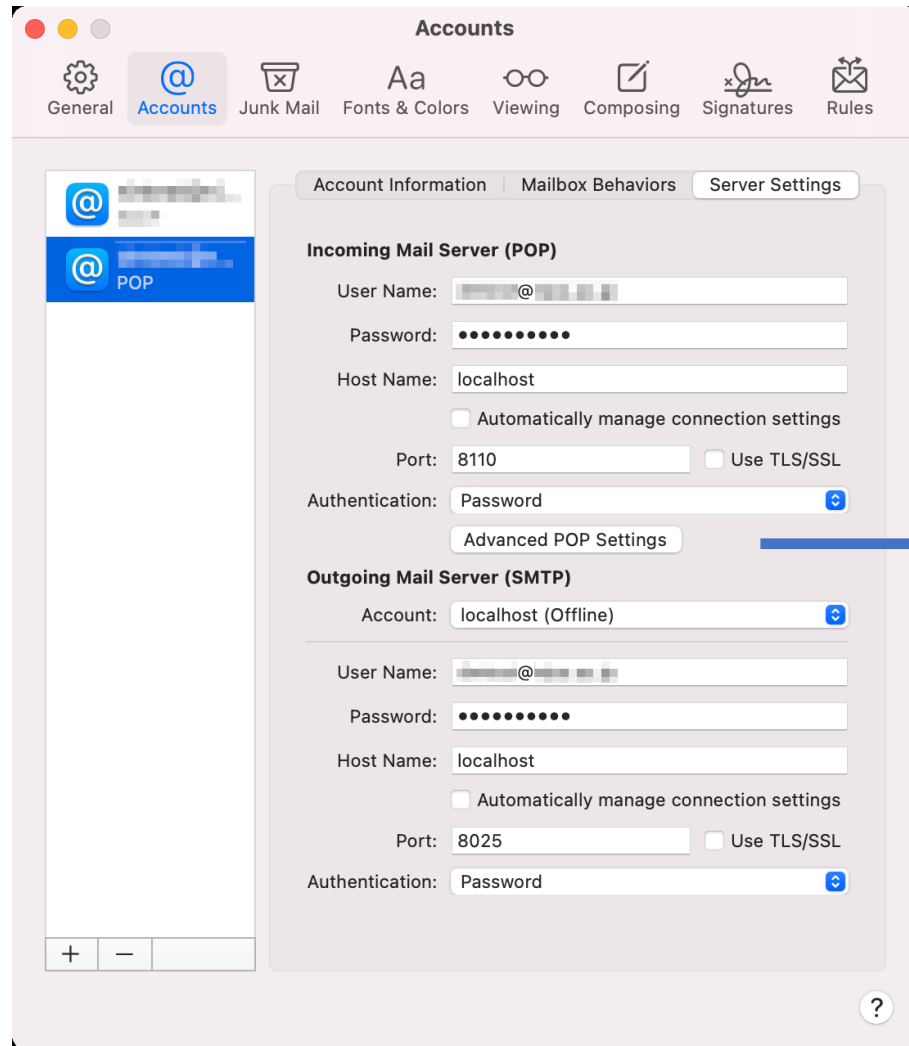 Accounts
General Accounts Junk Mail Fonts & Colors Viewing Composing Signatures Rules
Account Information Mailbox Behaviors Server Settings
POP
Incoming Mail Server (POP)
User Name: @
Password: ••••••••••
Host Name: localhost
Automatically manage connection settings
Port: 8110 Use TLS/SSL
Authentication: Password
Advanced POP Settings
Outgoing Mail Server (SMTP)
Account: localhost (Offline)
User Name: @
Password: ••••••••••
Host Name: localhost
Automatically manage connection settings
Port: 8025 Use TLS/SSL
Authentication: Password
+ −
?